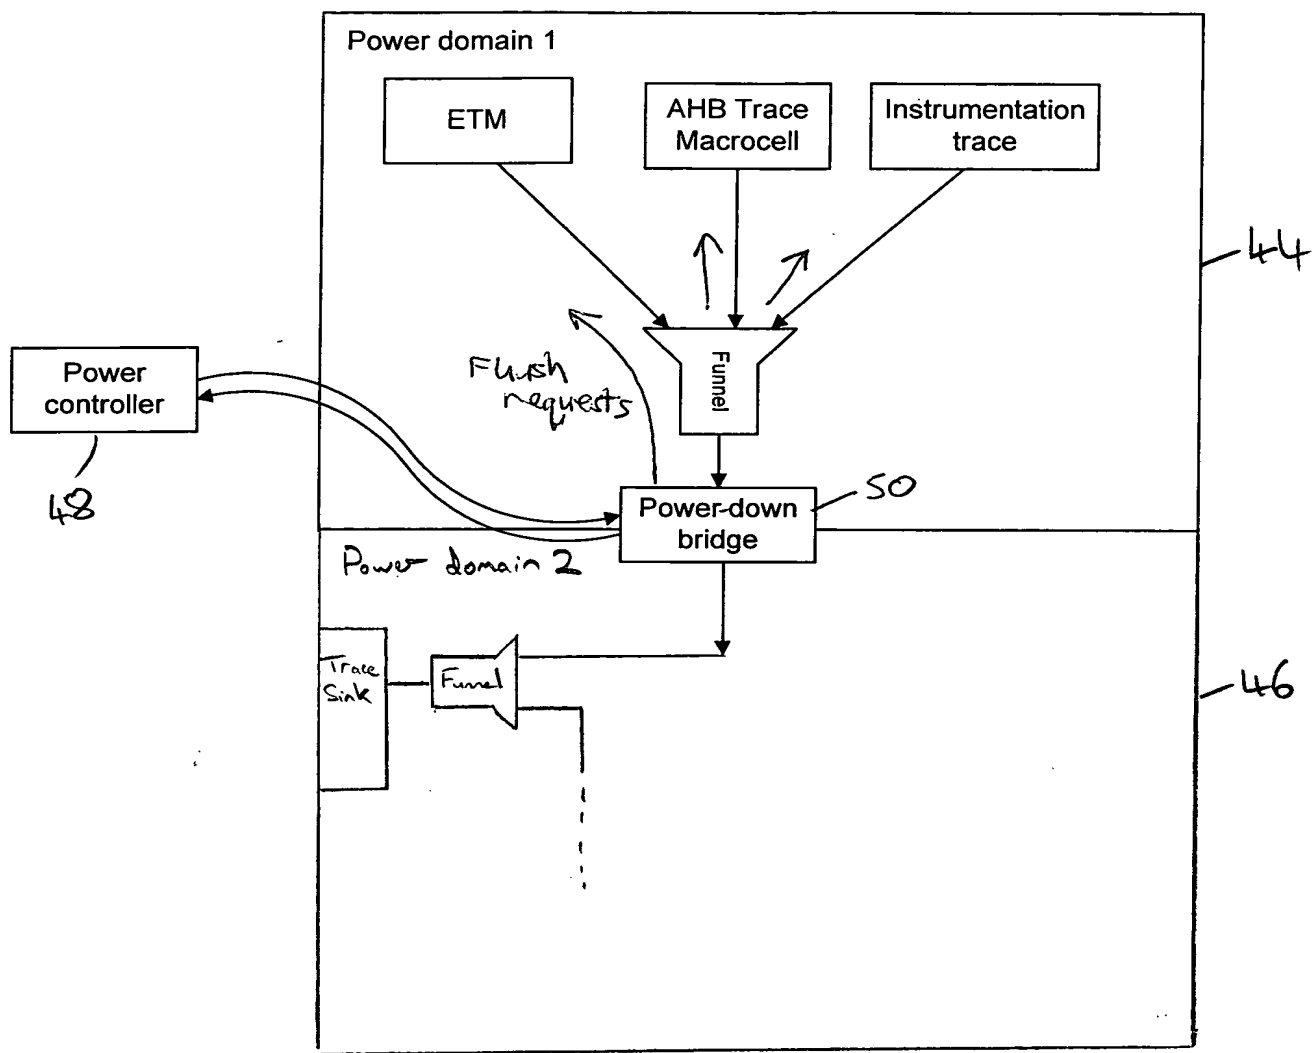 Power domain 1
ETM
AHB Trace
Macrocell
Instrumentation
trace
44
Power
controller
48
Flush
requests
Funnel
Power-down
bridge
50
Power domain 2
Trace
Sink
Funnel
46